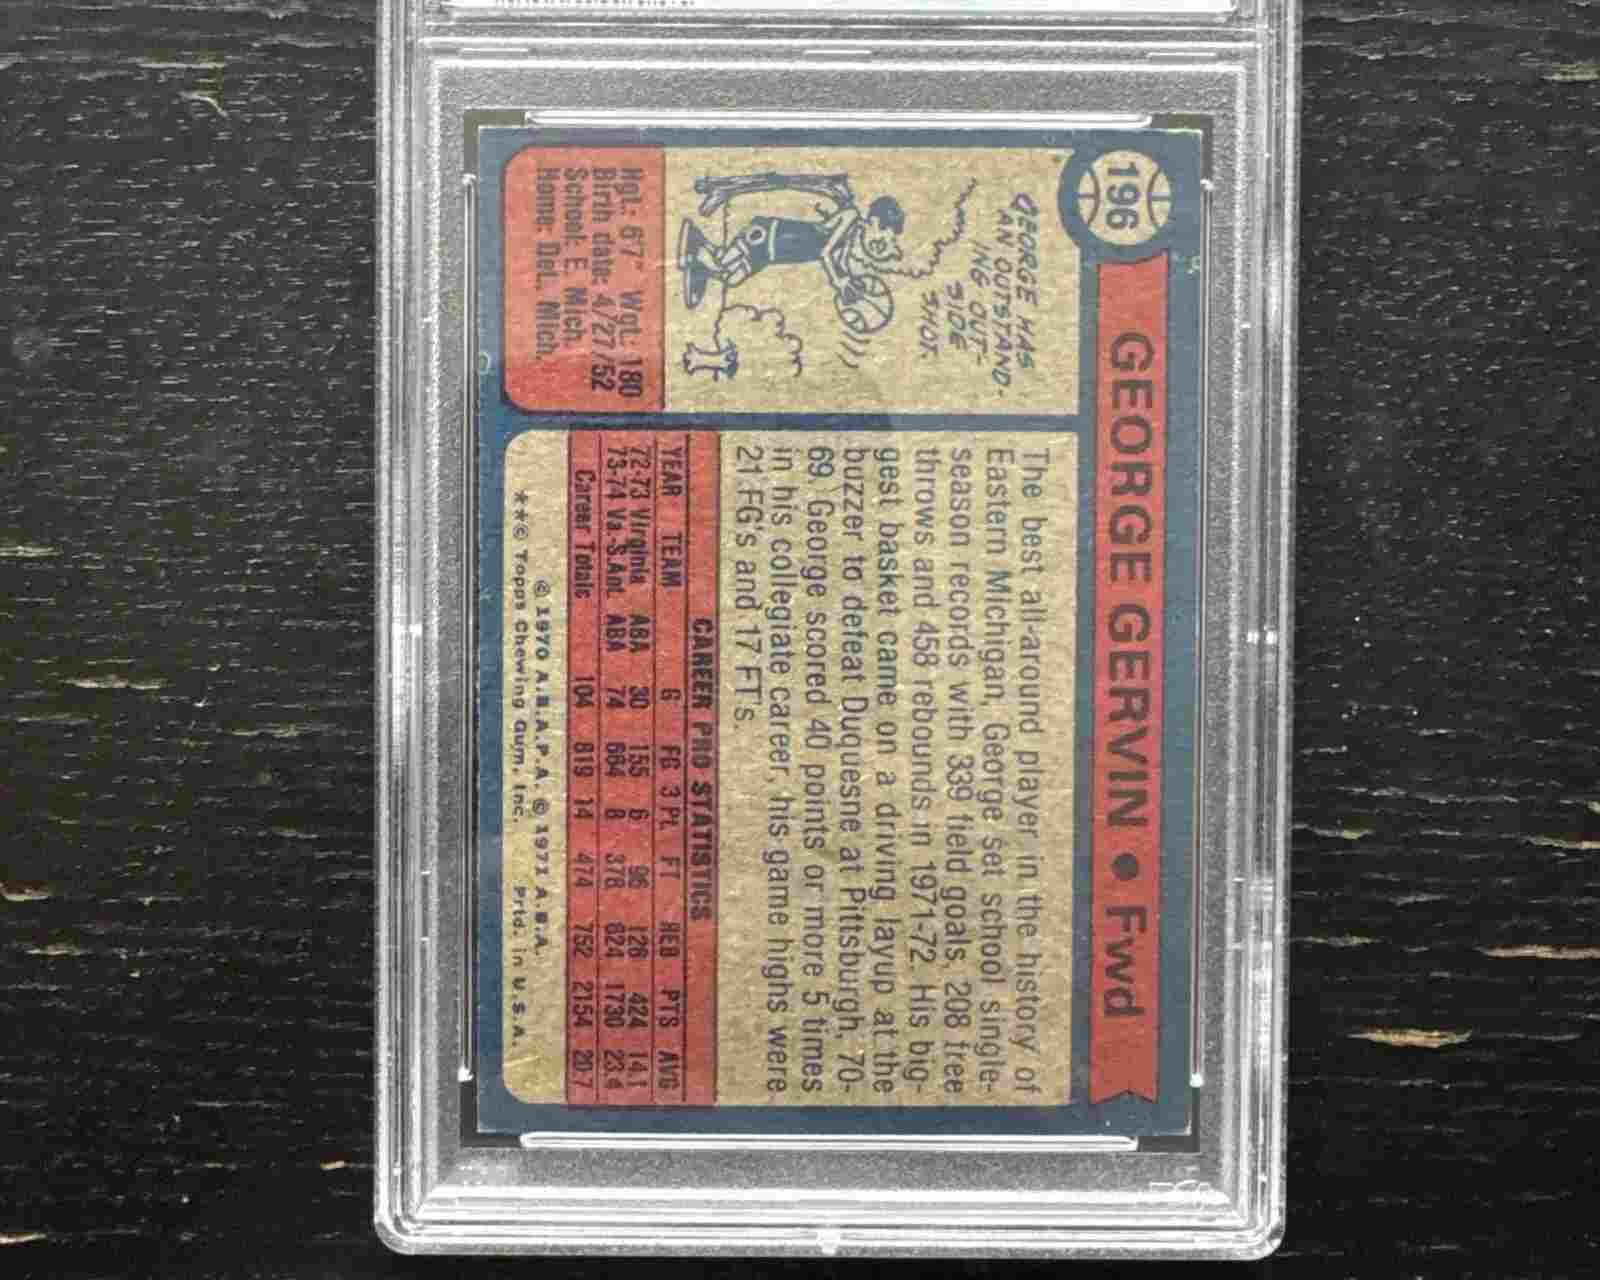 196
GEORGE GERVIN • Fwd
GEORGE HAS
AN OUTSTAND-
ING OUT-
SIDE
SHOT.
Hgt.: 6'7" Wgt.: 180
Birth date: 4/27/52
School: E. Mich.
Home: Det., Mich.
The best all-around player in the history of
Eastern Michigan, George set school single-
season records with 339 field goals, 208 free
throws and 458 rebounds in 1971-72. His big-
gest basket came on a driving layup at the
buzzer to defeat Duquesne at Pittsburgh, 70-
69. George scored 40 points or more 5 times
in his collegiate career, his game highs were
21 FG's and 17 FT's.
CAREER PRO STATISTICS
YEAR TEAM G FG 3 Pt. FT REB PTS AVG
72-73 Virginia ABA 30 155 6 96 128 424 14.1
73-74 Va.-S.Ant. ABA 74 664 8 378 624 1730 23.4
Career Totals 104 819 14 474 752 2154 20.7
© 1970 A.B.A.P.A. © 1971 A.B.A.
**© Topps Chewing Gum, Inc. Prtd. in U.S.A.